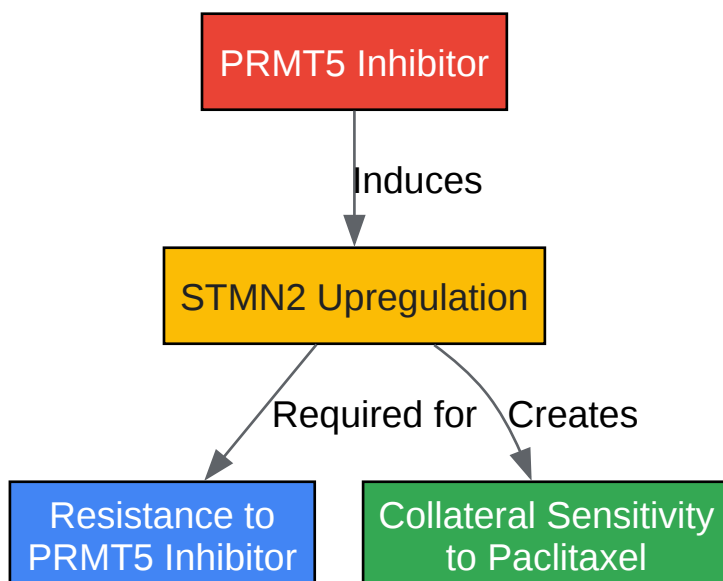 PRMT5 Inhibitor
Induces
STMN2 Upregulation
Required for
Creates
Resistance to
PRMT5 Inhibitor
Collateral Sensitivity
to Paclitaxel